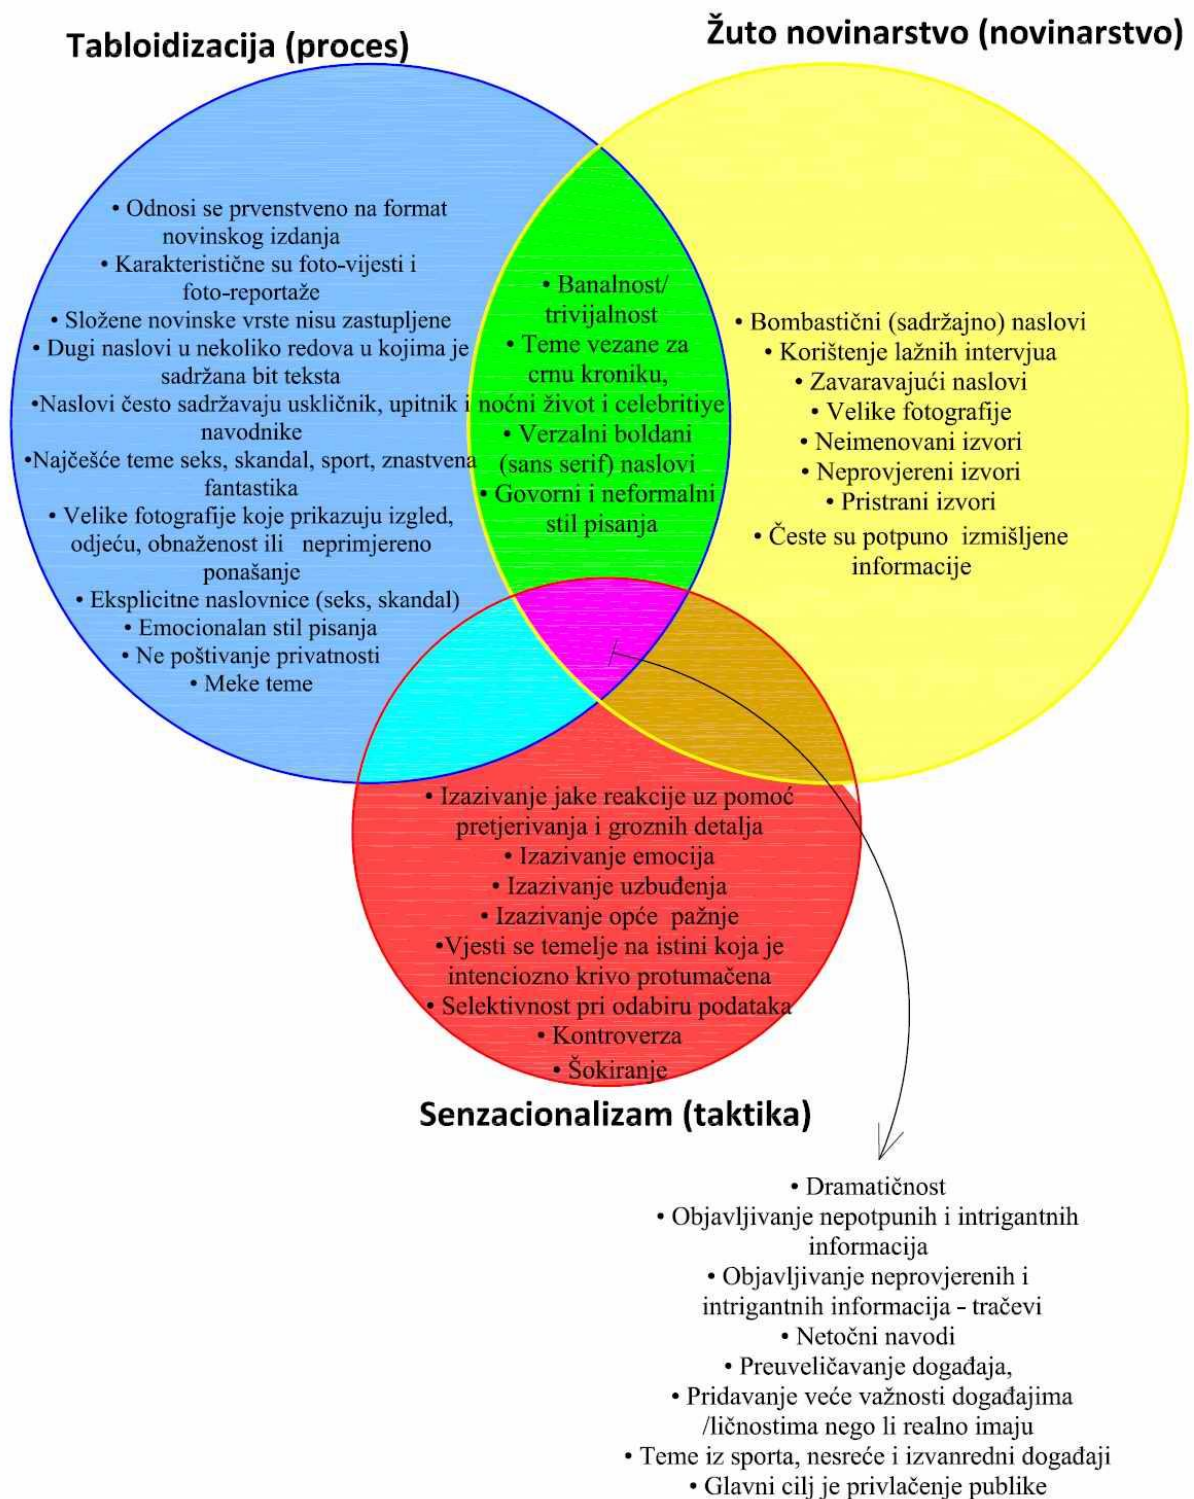 Tabloidizacija (proces)
Žuto novinarstvo (novinarstvo)
• Odnosi se prvenstveno na format
novinskog izdanja
• Karakteristične su foto-vijesti i
foto-reportaže
• Složene novinske vrste nisu zastupljene
• Dugi naslovi u nekoliko redova u kojima je
sadržana bit teksta
•Naslovi često sadržavaju uskličnik, upitnik i
navodnike
•Najčešće teme seks, skandal, sport, znastvena
fantastika
• Velike fotografije koje prikazuju izgled,
odjeću, obnaženost ili neprimjereno
ponašanje
• Eksplicitne naslovnice (seks, skandal)
• Emocionalan stil pisanja
• Ne poštivanje privatnosti
• Meke teme
• Banalnost/
trivijalnost
• Teme vezane za
crnu kroniku,
noćni život i celebritiye
• Verzalni boldani
(sans serif) naslovi
• Govorni i neformalni
stil pisanja
• Bombastični (sadržajno) naslovi
• Korištenje lažnih intervjua
• Zavaravajući naslovi
• Velike fotografije
• Neimenovani izvori
• Neprovjereni izvori
• Pristrani izvori
• Česte su potpuno izmišljene
informacije
• Izazivanje jake reakcije uz pomoć
pretjerivanja i groznih detalja
• Izazivanje emocija
• Izazivanje uzbuđenja
• Izazivanje opće pažnje
•Vjesti se temelje na istini koja je
intenciozno krivo protumačena
• Selektivnost pri odabiru podataka
• Kontroverza
• Šokiranje
Senzacionalizam (taktika)
• Dramatičnost
• Objavljivanje nepotpunih i intrigantnih
informacija
• Objavljivanje neprovjerenih i
intrigantnih informacija - tračevi
• Netočni navodi
• Preuveličavanje događaja,
• Pridavanje veće važnosti događajima
/ličnostima nego li realno imaju
• Teme iz sporta, nesreće i izvanredni događaji
• Glavni cilj je privlačenje publike